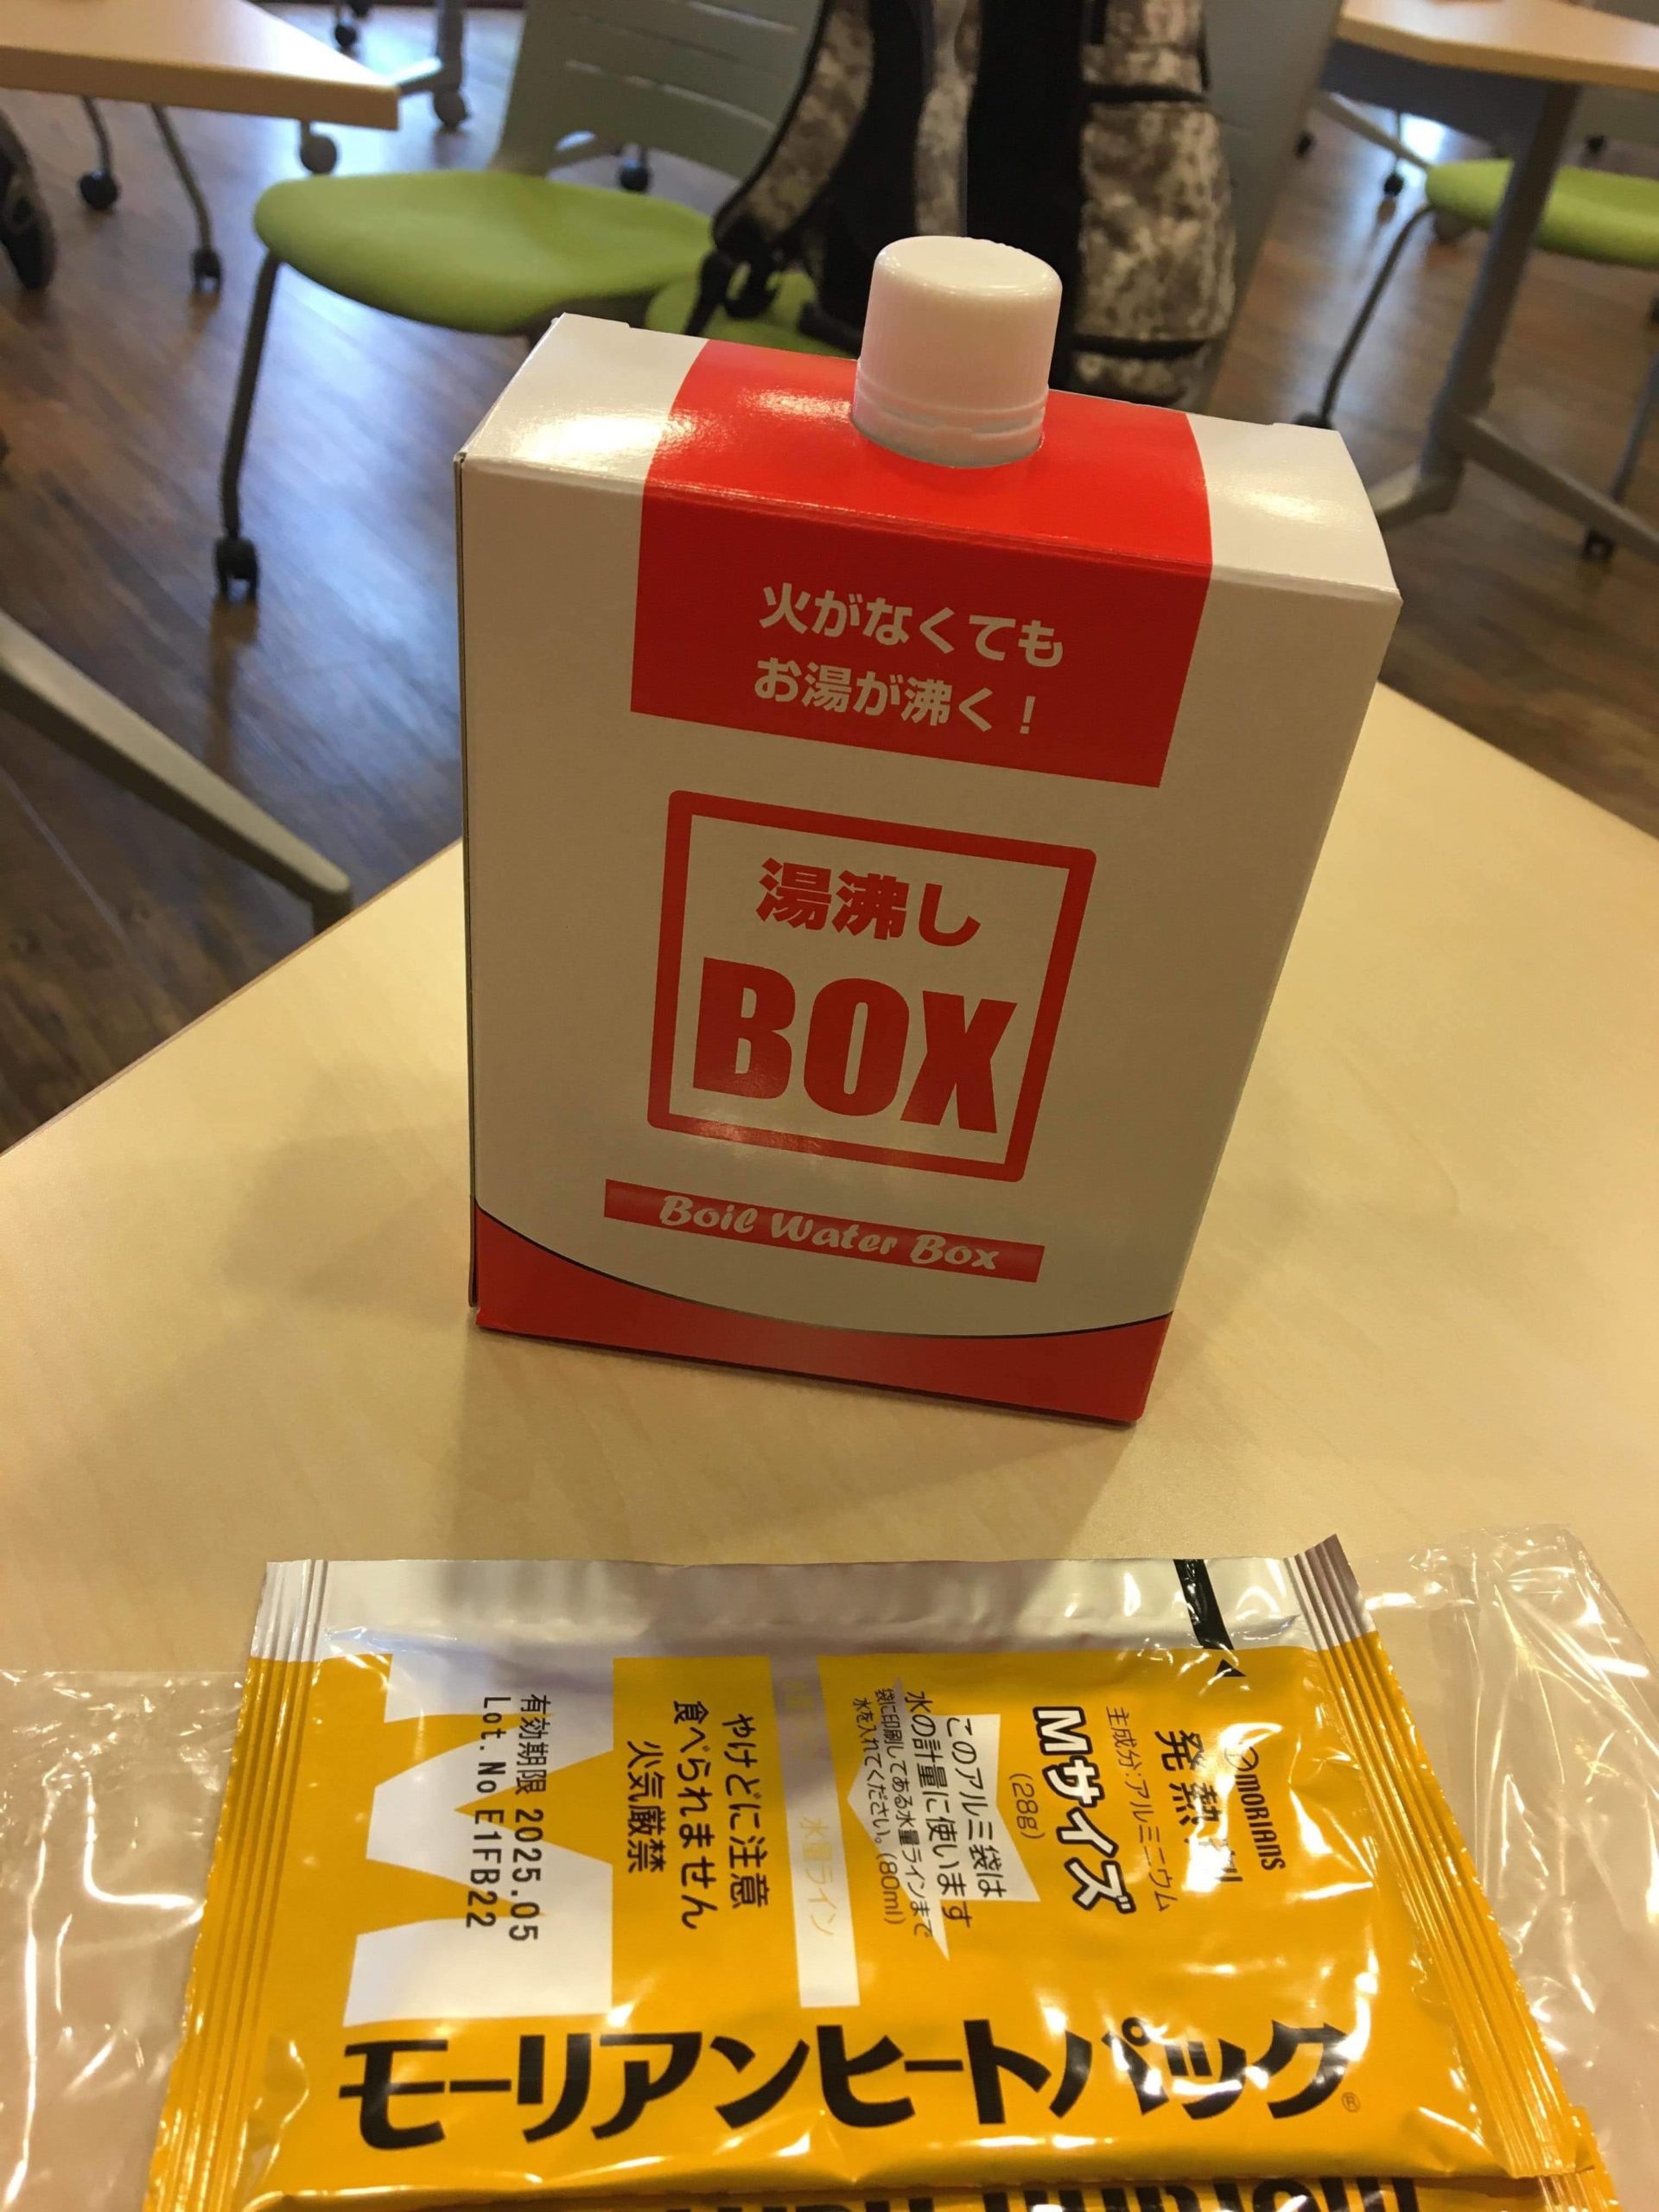 火がなくても
お湯が沸く!
湯沸し
BOX
Boil Water Box
MORIANS
主成分:アルミニウム
Mサイズ
(28g)
このアルミ袋は
水の計量に使います
袋に印刷してある水量ラインまで
水を入れてください。(80ml)
水量ライン
やけどに注意
食べられません
火気厳禁
有効期限 2025.05
Lot.No E1FB22
モーリアンヒートパック®